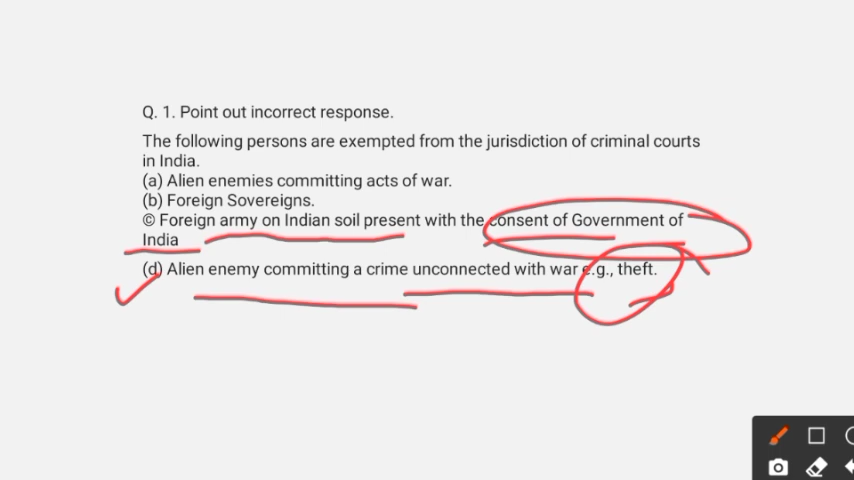 Q. 1. Point out incorrect response.
The following persons are exempted from the jurisdiction of criminal courts
in India.
(a) Alien enemies committing acts of war.
(b) Foreign Sovereigns.
© Foreign army on Indian soil present with the consent of Government of
India
(d) Alien enemy committing a crime unconnected with war e.g., theft.